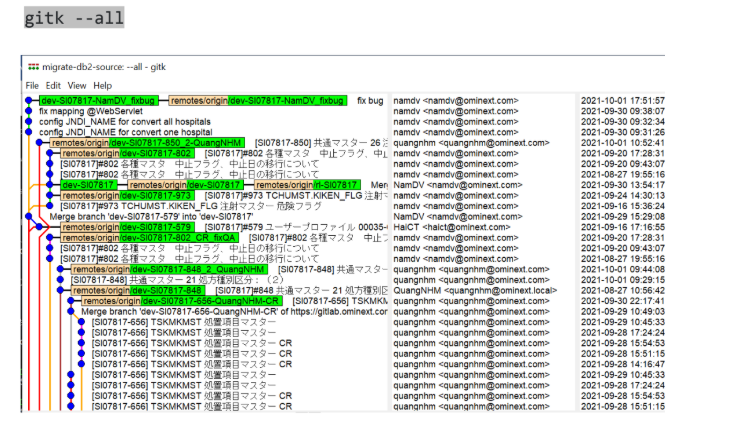 gitk --all
migrate-db2-source: --all - gitk
File Edit View Help
dev-SI07817-NamDV_fixbug remotes/origin/dev-SI07817-NamDV_fixbug fix bug namdv <namdv@ominext.com> 2021-10-01 17:51:57
fix mapping @WebServlet namdv <namdv@ominext.com> 2021-09-30 09:38:07
config JNDI_NAME for convert all hospitals namdv <namdv@ominext.com> 2021-09-30 09:32:34
config JNDI_NAME for convert one hospital namdv <namdv@ominext.com> 2021-09-30 09:31:26
remotes/origin/dev-SI07817-850_2-QuangNHM [SI07817-850] 共通マスター 26 注 quangnhm <quangnhm@ominext.com> 2021-10-01 10:52:41
remotes/origin/dev-SI07817-802 [SI07817]#802 各種マスタ 中止フラグ、中止 namdv <namdv@ominext.com> 2021-09-20 17:28:31
[SI07817]#802 各種マスタ 中止フラグ、中止日の移行について namdv <namdv@ominext.com> 2021-09-20 09:43:07
[SI07817]#802 各種マスタ 中止フラグ、中止日の移行について namdv <namdv@ominext.com> 2021-08-27 19:55:16
dev-SI07817 remotes/origin/dev-SI07817 remotes/origin/rl-SI07817 Merg NamDV <namdv@ominext.com> 2021-09-30 13:54:17
remotes/origin/dev-SI07817-973 [SI07817]#973 TCHUMST.KIKEN_FLG 注射マ namdv <namdv@ominext.com> 2021-09-24 14:30:13
[SI07817]#973 TCHUMST.KIKEN_FLG 注射マスター 危険フラグ namdv <namdv@ominext.com> 2021-09-16 15:36:24
Merge branch 'dev-SI07817-579' into 'dev-SI07817' NamDV <namdv@ominext.com> 2021-09-29 15:29:08
remotes/origin/dev-SI07817-579 [SI07817]#579 ユーザープロファイル 00035-( HaiCT <haict@ominext.com> 2021-09-16 17:16:55
remotes/origin/dev-SI07817-802_CR_fixQA [SI07817]#802 各種マスタ 中止フ namdv <namdv@ominext.com> 2021-09-20 17:28:31
[SI07817]#802 各種マスタ 中止フラグ、中止日の移行について namdv <namdv@ominext.com> 2021-09-20 09:43:07
[SI07817]#802 各種マスタ 中止フラグ、中止日の移行について namdv <namdv@ominext.com> 2021-08-27 19:55:16
remotes/origin/dev-SI07817-848_2_QuangNHM [SI07817-848] 共通マスター quangnhm <quangnhm@ominext.com> 2021-10-01 09:44:08
[SI07817-848] 共通マスター 21 処方種別区分：（２） quangnhm <quangnhm@ominext.com> 2021-10-01 09:29:15
remotes/origin/dev-SI07817-848 [SI07817]#848 共通マスター 21 処方種別区 QuangNHM <quangnhm@ominext.local> 2021-08-27 10:56:42
remotes/origin/dev-SI07817-656-QuangNHM-CR [SI07817-656] TSKMKM quangnhm <quangnhm@ominext.com> 2021-09-30 22:17:41
Merge branch 'dev-SI07817-656-QuangNHM-CR' of https://gitlab.ominext.cor quangnhm <quangnhm@ominext.com> 2021-09-29 10:49:03
[SI07817-656] TSKMKMST 処置項目マスター quangnhm <quangnhm@ominext.com> 2021-09-29 10:45:33
[SI07817-656] TSKMKMST 処置項目マスター quangnhm <quangnhm@ominext.com> 2021-09-28 17:24:24
[SI07817-656] TSKMKMST 処置項目マスター CR quangnhm <quangnhm@ominext.com> 2021-09-28 15:54:53
[SI07817-656] TSKMKMST 処置項目マスター CR quangnhm <quangnhm@ominext.com> 2021-09-28 15:51:15
[SI07817-656] TSKMKMST 処置項目マスター CR quangnhm <quangnhm@ominext.com> 2021-09-28 14:16:47
[SI07817-656] TSKMKMST 処置項目マスター quangnhm <quangnhm@ominext.com> 2021-09-29 10:45:33
[SI07817-656] TSKMKMST 処置項目マスター quangnhm <quangnhm@ominext.com> 2021-09-28 17:24:24
[SI07817-656] TSKMKMST 処置項目マスター CR quangnhm <quangnhm@ominext.com> 2021-09-28 15:54:53
[SI07817-656] TSKMKMST 処置項目マスター CR quangnhm <quangnhm@ominext.com> 2021-09-28 15:51:15